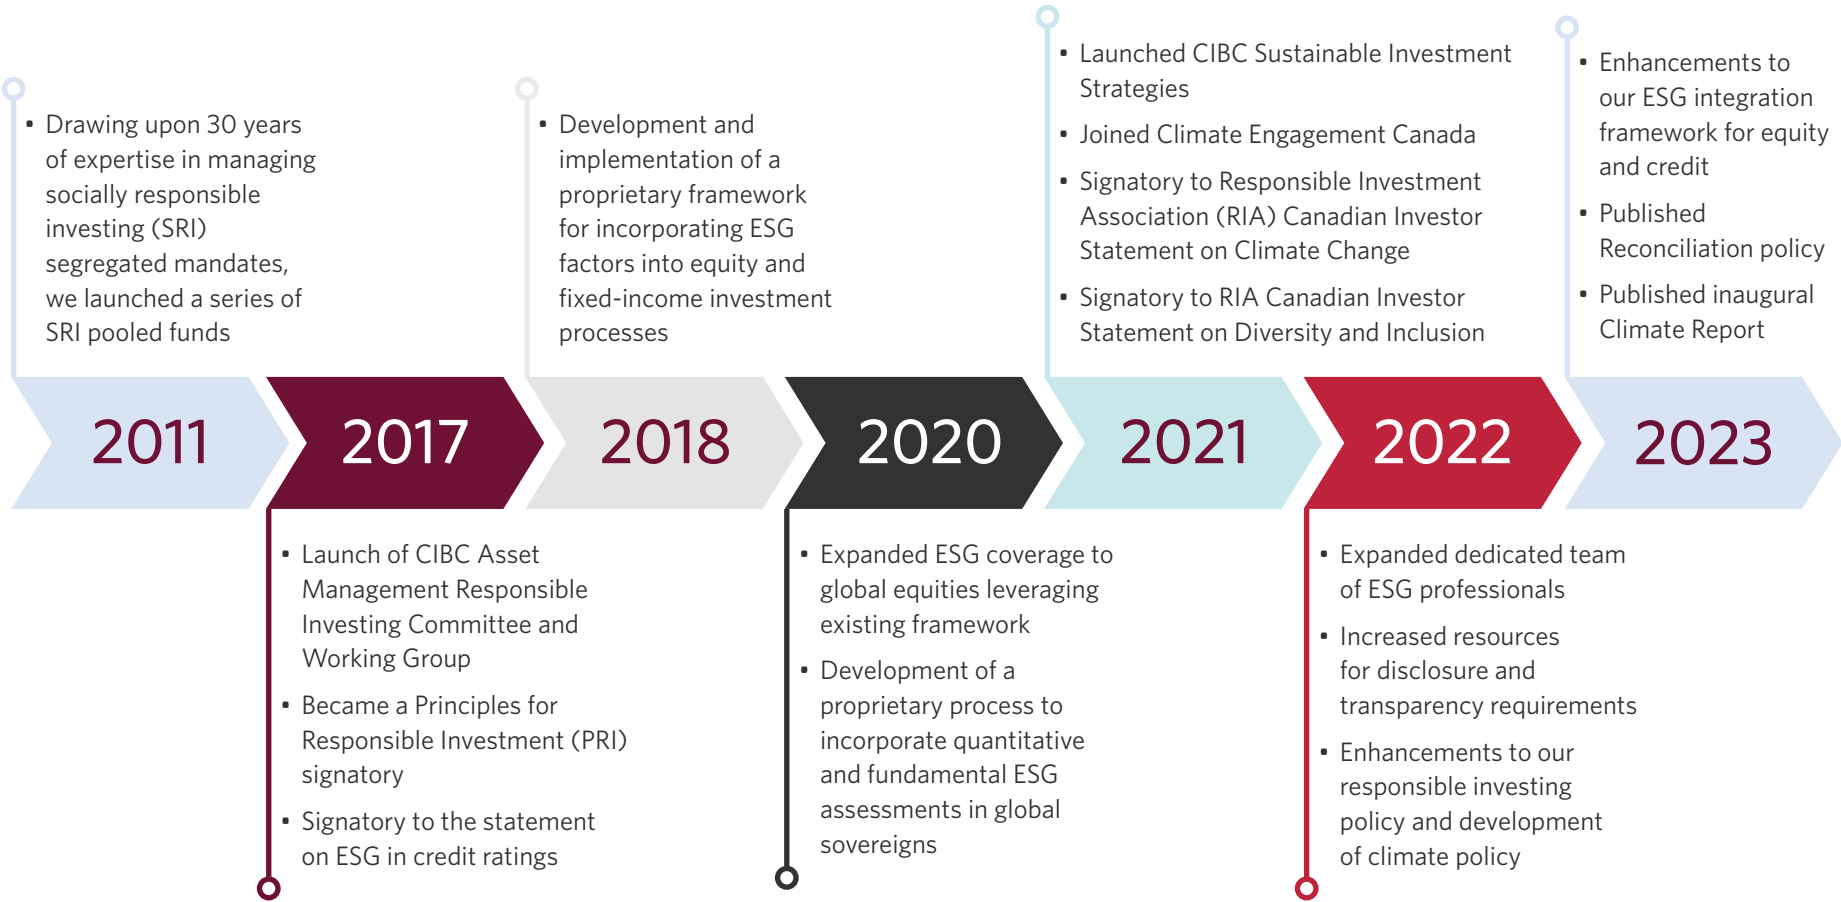 • Drawing upon 30 years
of expertise in managing
socially responsible
investing (SRI)
segregated mandates,
we launched a series of
SRI pooled funds
• Development and
implementation of a
proprietary framework
for incorporating ESG
factors into equity and
fixed-income investment
processes
• Launched CIBC Sustainable Investment
Strategies
• Joined Climate Engagement Canada
• Signatory to Responsible Investment
Association (RIA) Canadian Investor
Statement on Climate Change
• Signatory to RIA Canadian Investor
Statement on Diversity and Inclusion
• Enhancements to
our ESG integration
framework for equity
and credit
• Published
Reconciliation policy
• Published inaugural
Climate Report
2011
2017
2018
2020
2021
2022
2023
• Launch of CIBC Asset
Management Responsible
Investing Committee and
Working Group
• Became a Principles for
Responsible Investment (PRI)
signatory
• Signatory to the statement
on ESG in credit ratings
• Expanded ESG coverage to
global equities leveraging
existing framework
• Development of a
proprietary process to
incorporate quantitative
and fundamental ESG
assessments in global
sovereigns
• Expanded dedicated team
of ESG professionals
• Increased resources
for disclosure and
transparency requirements
• Enhancements to our
responsible investing
policy and development
of climate policy